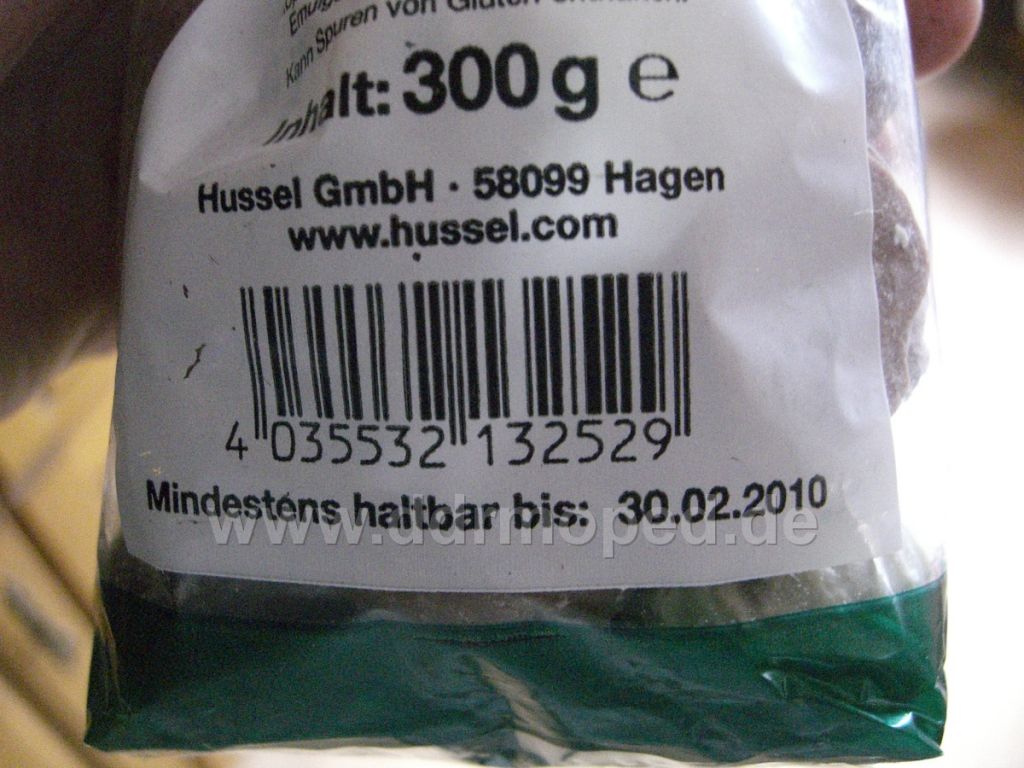 Emulg
Kann Spuren von Gluten enthalten,
Inhalt: 300 g e
Hussel GmbH · 58099 Hagen
www.hussel.com
4 035532 132529
Mindestens haltbar bis: 30.02.2010
www.ddrmoped.de